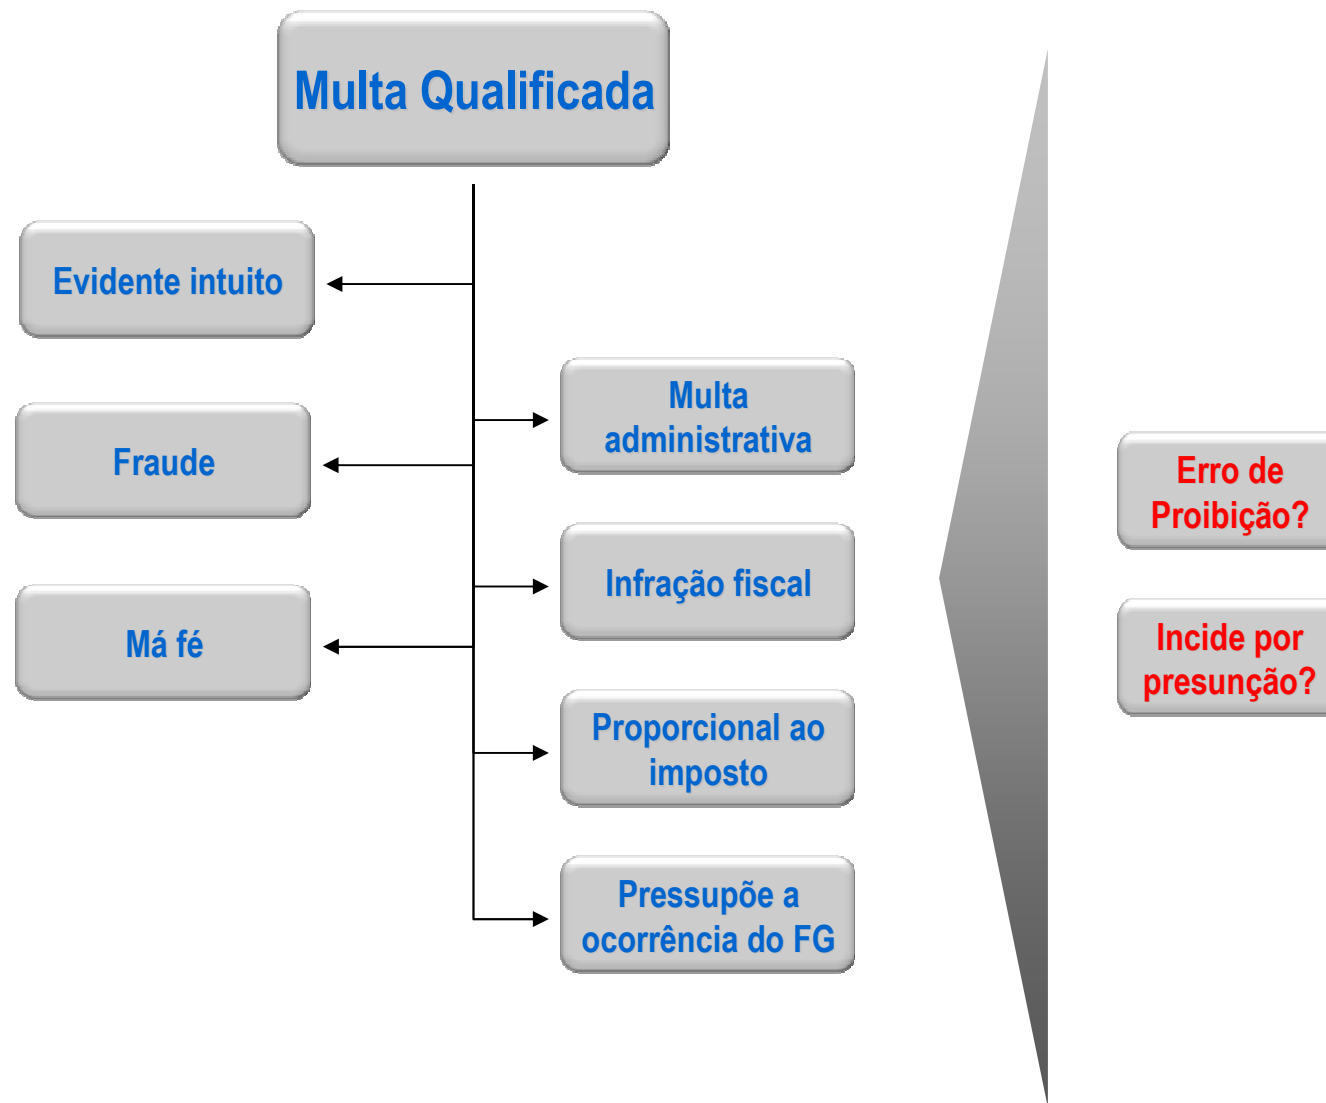 Multa Qualificada
Evidente intuito
Fraude
Má fé
Multa
administrativa
Infração fiscal
Proporcional ao
imposto
Pressupõe a
ocorrência do FG
Erro de
Proibição?
Incide por
presunção?